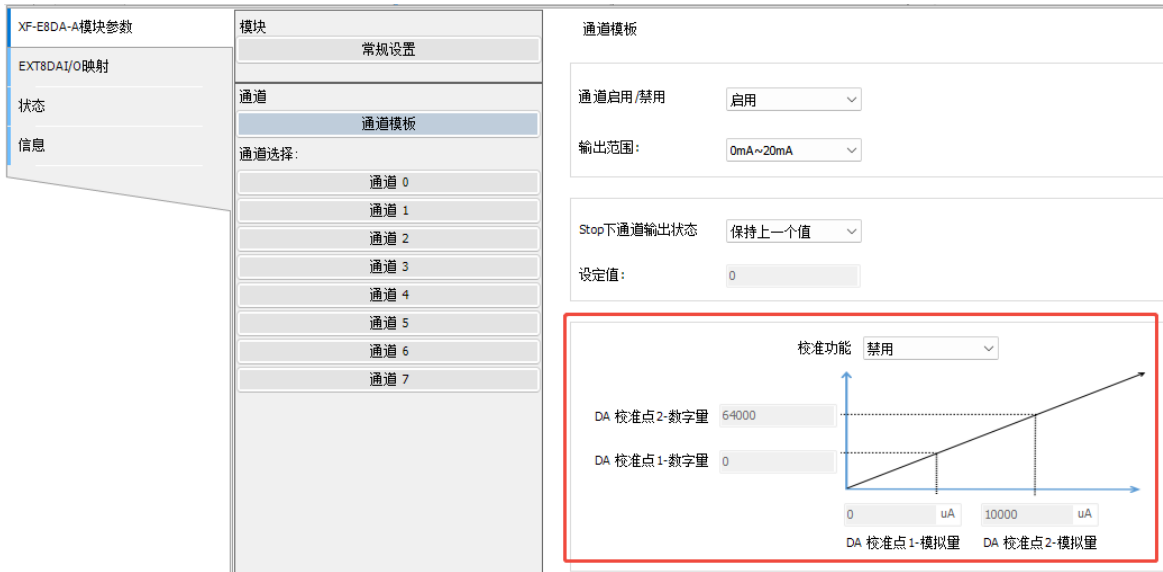 XF-E8DA-A模块参数
EXT8DAI/O映射
状态
信息
模块
常规设置
通道
通道模板
通道选择:
通道 0
通道 1
通道 2
通道 3
通道 4
通道 5
通道 6
通道 7
通道模板
通道启用/禁用 启用
输出范围: 0mA~20mA
Stop下通道输出状态 保持上一个值
设定值: 0
校准功能 禁用
DA 校准点2-数字量 64000
DA 校准点1-数字量 0
0 uA 10000 uA
DA 校准点1-模拟量 DA 校准点2-模拟量